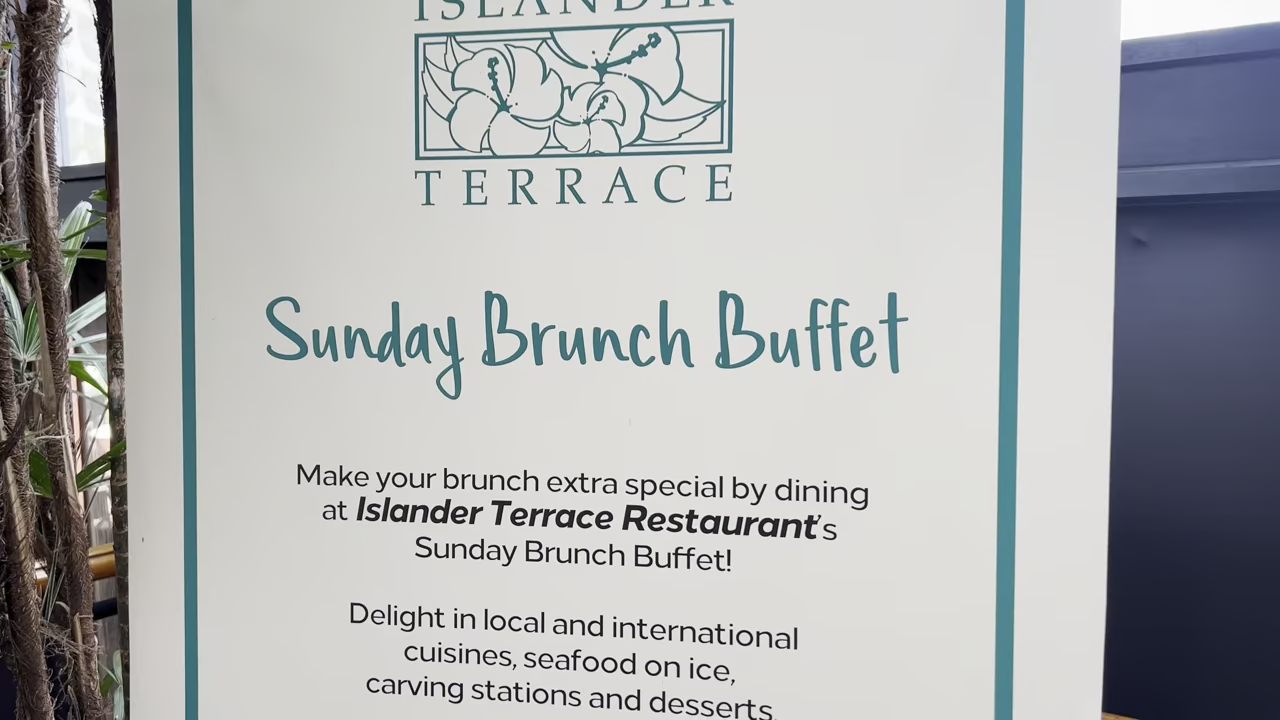 ISLANDER
TERRACE
Sunday Brunch Buffet
Make your brunch extra special by dining
at Islander Terrace Restaurant's
Sunday Brunch Buffet!
Delight in local and international
cuisines, seafood on ice,
carving stations and desserts.